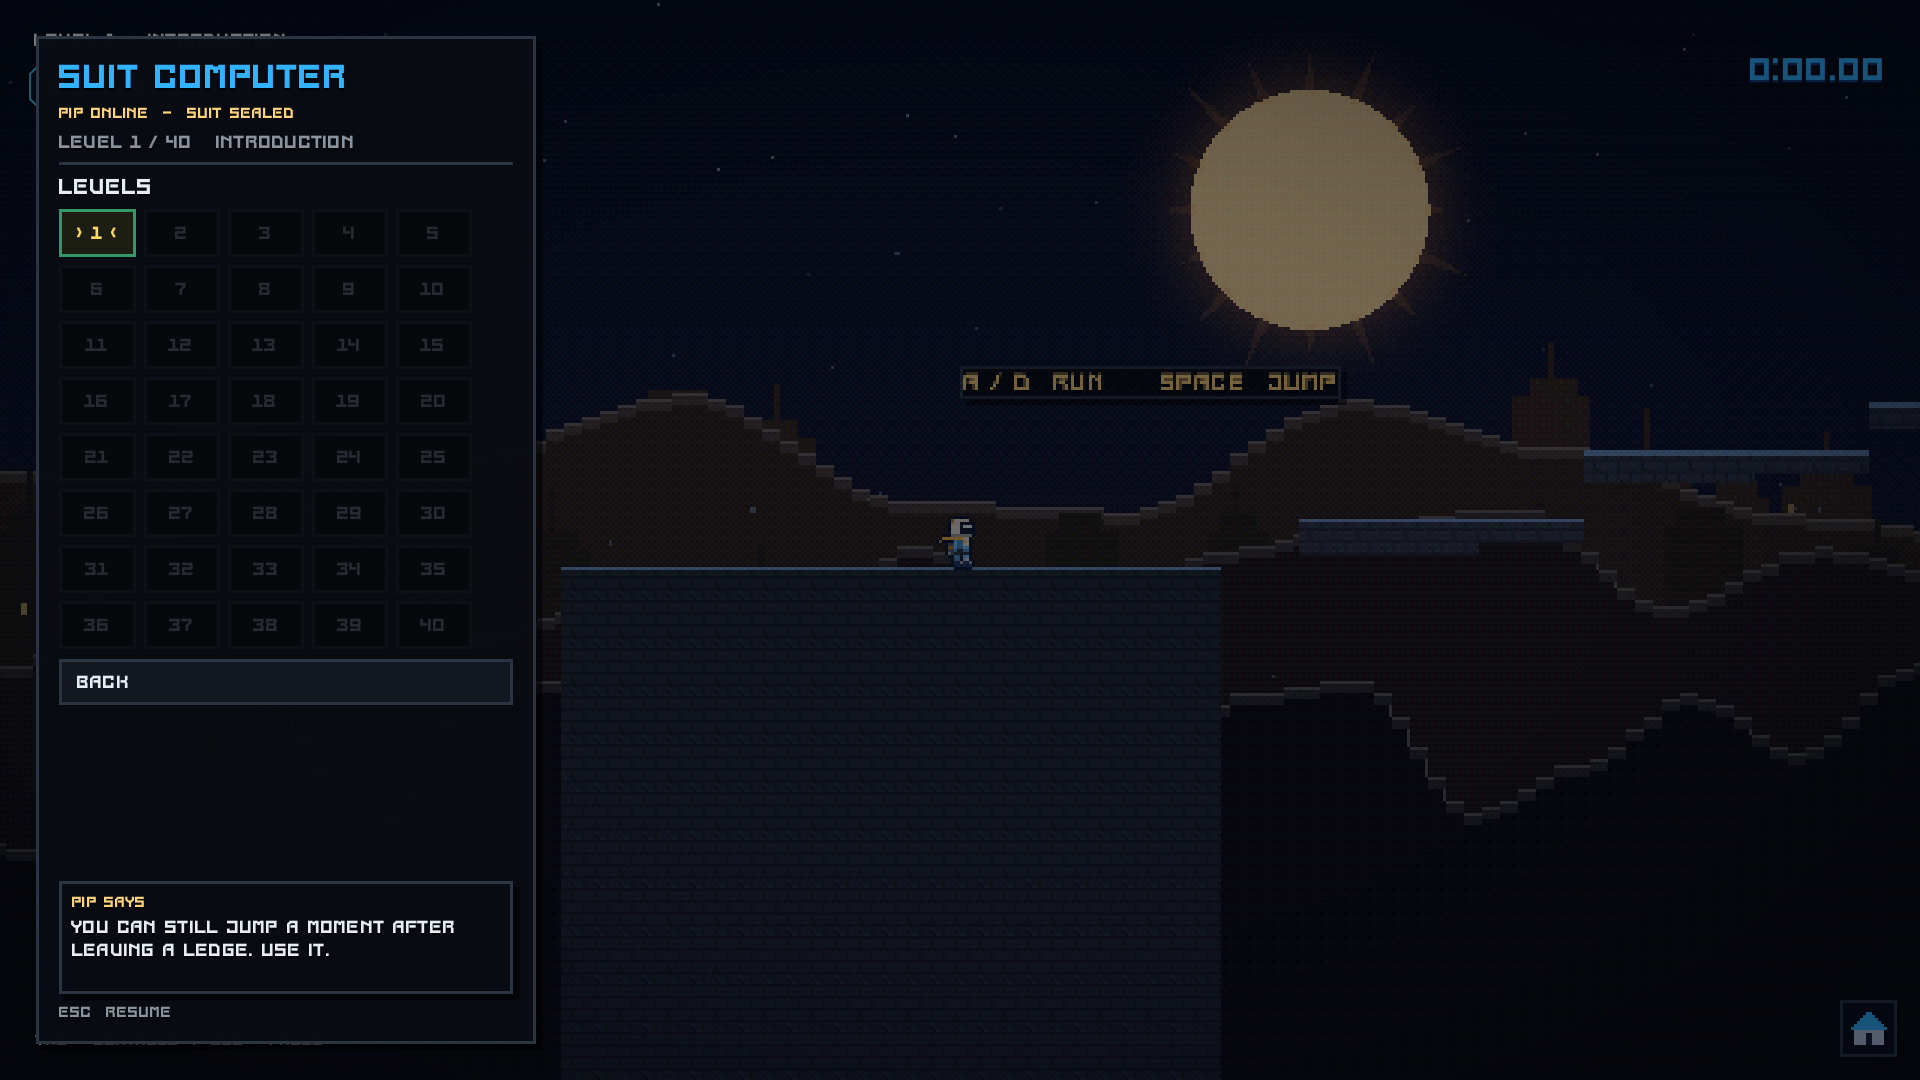 SUIT COMPUTER
PIP ONLINE - SUIT SEALED
LEVEL 1 / 40 INTRODUCTION
LEVELS
› 1 ‹ 2 3 4 5
6 7 8 9 10
11 12 13 14 15
16 17 18 19 20
21 22 23 24 25
26 27 28 29 30
31 32 33 34 35
36 37 38 39 40
BACK
PIP SAYS
YOU CAN STILL JUMP A MOMENT AFTER
LEAVING A LEDGE. USE IT.
ESC RESUME
A / D RUN SPACE JUMP
0:00.00